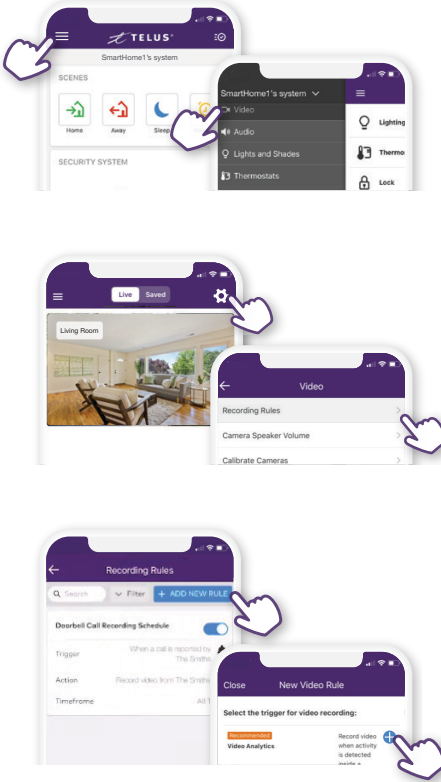 TELUS®
SmartHome1's system
SCENES
Home
Away
Sleep
SECURITY SYSTEM
SmartHome1's system
Video
Audio
Lights and Shades
Thermostats
Lighting
Thermo
Lock
Live
Saved
Living Room
Video
Recording Rules
Camera Speaker Volume
Calibrate Cameras
Recording Rules
Search
Filter
+ ADD NEW RULE
Doorbell Call Recording Schedule
Trigger
When a call is reported by
The Smiths
Action
Record video from The Smiths
Timeframe
All T
Close
New Video Rule
Select the trigger for video recording:
Recommended
Video Analytics
Record video
when activity
is detected
inside a